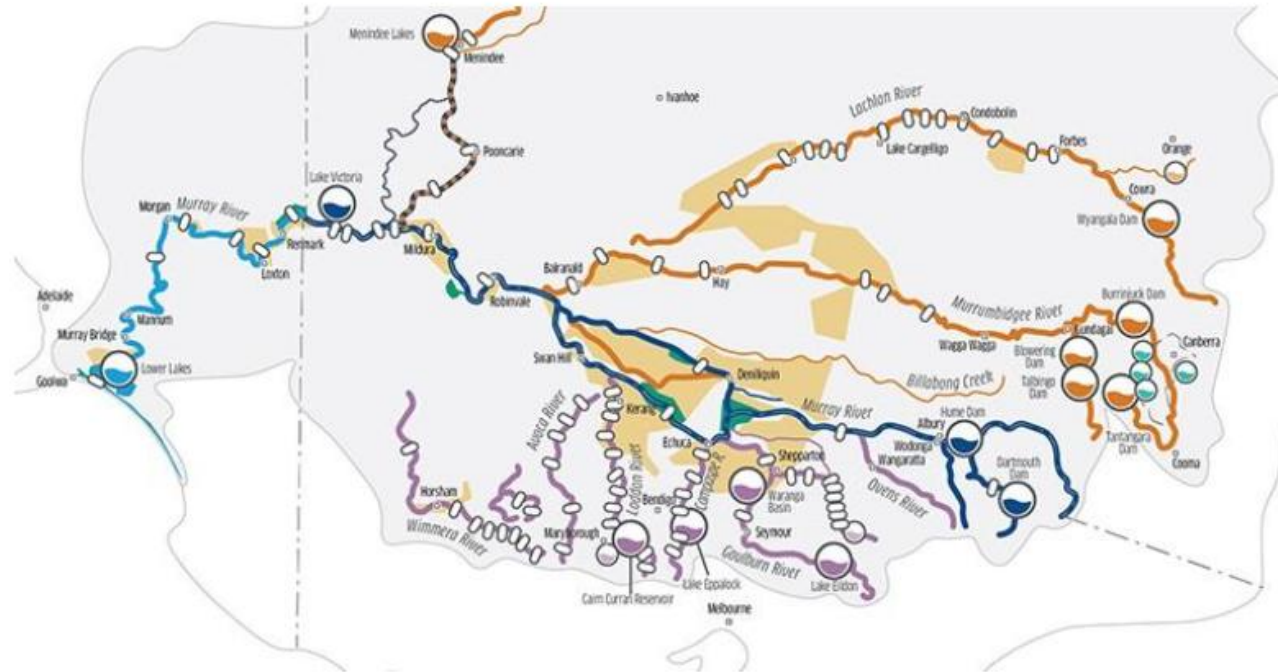 Menindee Lakes
Menindee
Ivanhoe
Lachlan River
Condobolin
Pooncarie
Lake Cargelligo
Forbes
Orange
Lake Victoria
Cowra
Wyangala Dam
Morgan
Murray River
Renmark
Mildura
Loxton
Balranald
Hay
Robinvale
Murrumbidgee River
Burrinjuck Dam
Adelaide
Mannum
Murray Bridge
Gundagai
Canberra
Wagga Wagga
Blowering
Dam
Goolwa
Lower Lakes
Swan Hill
Deniliquin
Billabong Creek
Talbingo
Dam
Tantangara
Dam
Cooma
Kerang
Murray River
Hume Dam
Albury
Avoca River
Echuca
Wodonga
Wangaratta
Dartmouth
Dam
Shepparton
Loddon River
Campaspe R.
Ovens River
Horsham
Bendigo
Waranga
Basin
Wimmera River
Maryborough
Seymour
Goulburn River
Lake Eildon
Lake Eppalock
Cairn Curran Reservoir
Melbourne